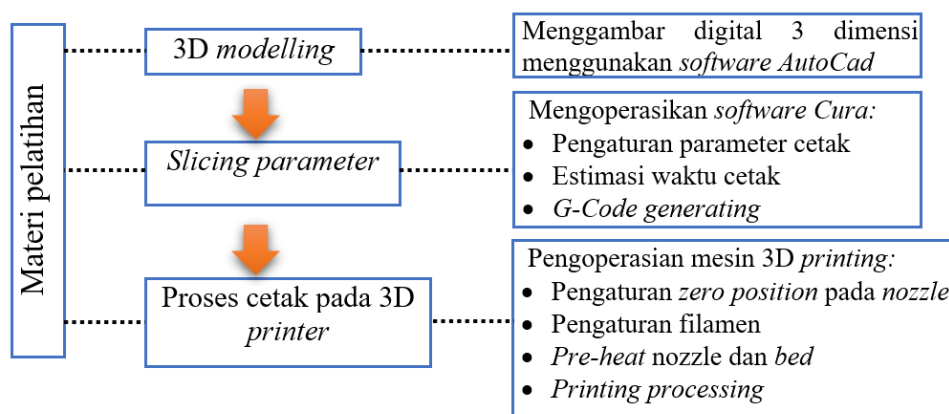 Materi pelatihan
3D modelling
Menggambar digital 3 dimensi
menggunakan software AutoCad
Slicing parameter
Mengoperasikan software Cura:
• Pengaturan parameter cetak
• Estimasi waktu cetak
• G-Code generating
Proses cetak pada 3D
printer
Pengoperasian mesin 3D printing:
• Pengaturan zero position pada nozzle
• Pengaturan filamen
• Pre-heat nozzle dan bed
• Printing processing